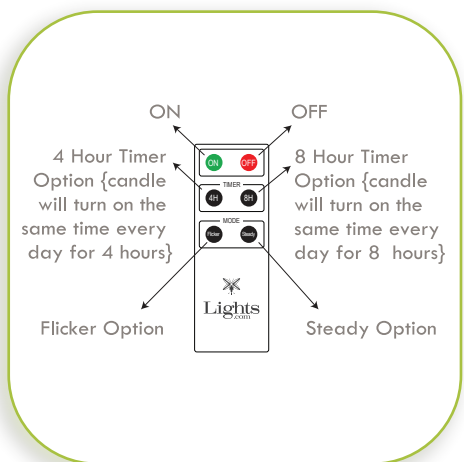 ON
OFF
4 Hour Timer
Option {candle
will turn on the
same time every
day for 4 hours}
8 Hour Timer
Option {candle
will turn on the
same time every
day for 8 hours}
ON OFF
TIMER
4H 8H
MODE
Flicker Steady
Lights
.com
Flicker Option
Steady Option